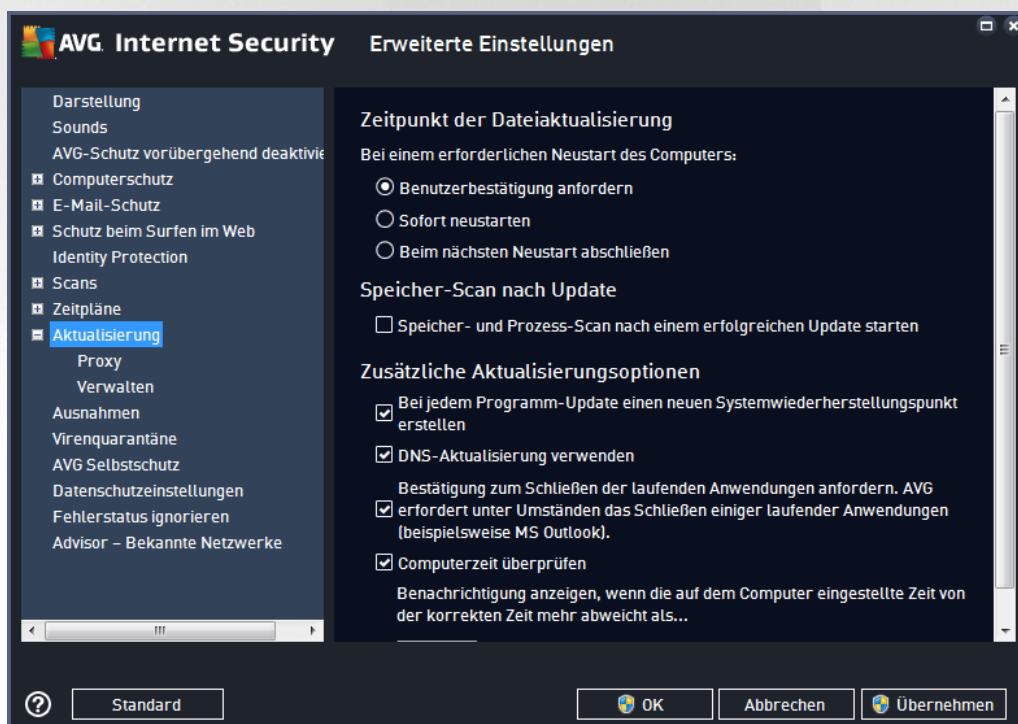 AVG. Internet Security
Erweiterte Einstellungen
Darstellung
Sounds
AVG-Schutz vorübergehend deaktivie
Computerschutz
E-Mail-Schutz
Schutz beim Surfen im Web
Identity Protection
Scans
Zeitpläne
Aktualisierung
Proxy
Verwalten
Ausnahmen
Virenquarantäne
AVG Selbstschutz
Datenschutzeinstellungen
Fehlerstatus ignorieren
Advisor – Bekannte Netzwerke
Zeitpunkt der Dateiaktualisierung
Bei einem erforderlichen Neustart des Computers:
Benutzerbestätigung anfordern
Sofort neustarten
Beim nächsten Neustart abschließen
Speicher-Scan nach Update
Speicher- und Prozess-Scan nach einem erfolgreichen Update starten
Zusätzliche Aktualisierungsoptionen
Bei jedem Programm-Update einen neuen Systemwiederherstellungspunkt
erstellen
DNS-Aktualisierung verwenden
Bestätigung zum Schließen der laufenden Anwendungen anfordern. AVG
erfordert unter Umständen das Schließen einiger laufender Anwendungen
(beispielsweise MS Outlook).
Computerzeit überprüfen
Benachrichtigung anzeigen, wenn die auf dem Computer eingestellte Zeit von
der korrekten Zeit mehr abweicht als...
Standard
OK
Abbrechen
Übernehmen